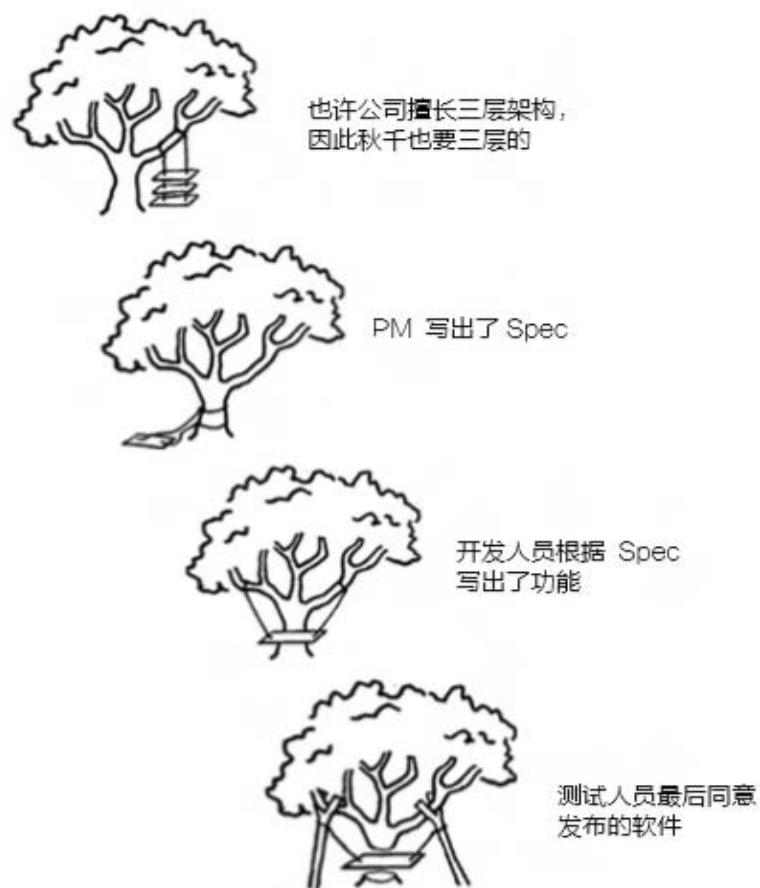 也许公司擅长三层架构，
因此秋千也要三层的
PM 写出了 Spec
开发人员根据 Spec
写出了功能
测试人员最后同意
发布的软件